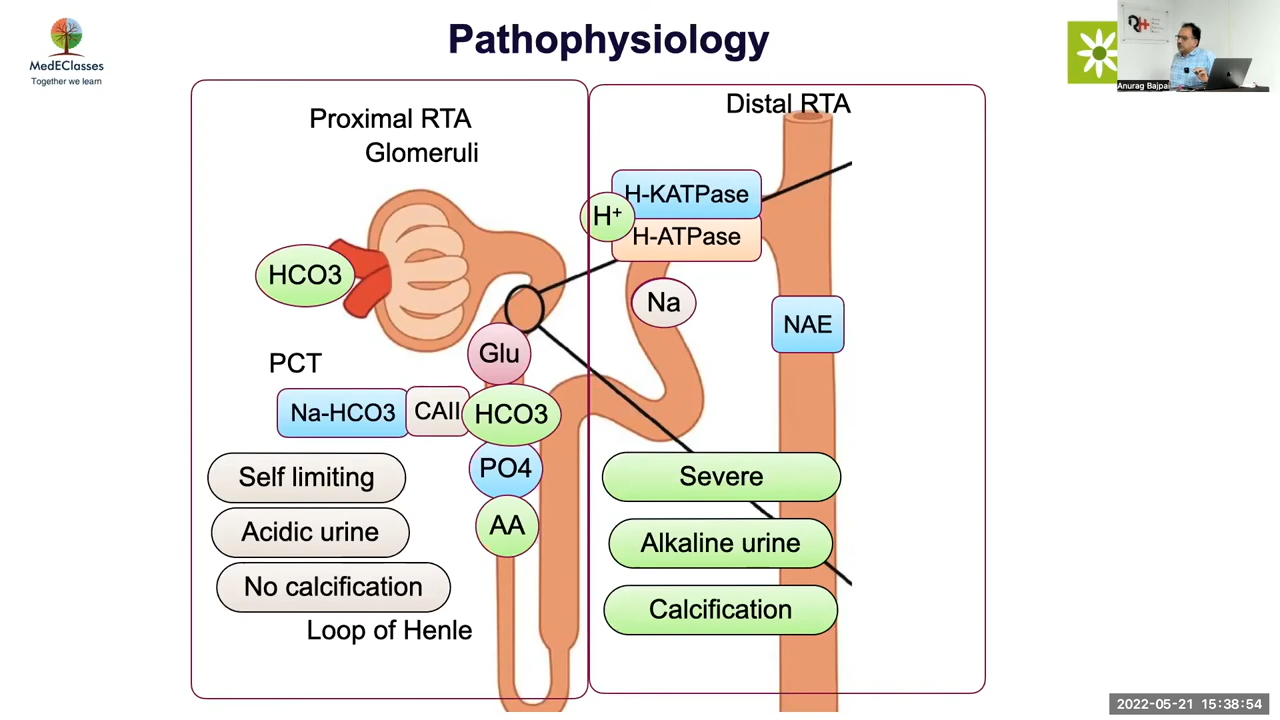 Pathophysiology
MedEClasses
Together we learn
Anurag Bajpai
Proximal RTA
Glomeruli
HCO3
Glu
PCT
Na-HCO3
CAII
HCO3
PO4
AA
Self limiting
Acidic urine
No calcification
Loop of Henle
Distal RTA
H-KATPase
H+
H-ATPase
Na
NAE
Severe
Alkaline urine
Calcification
2022-05-21 15:38:54